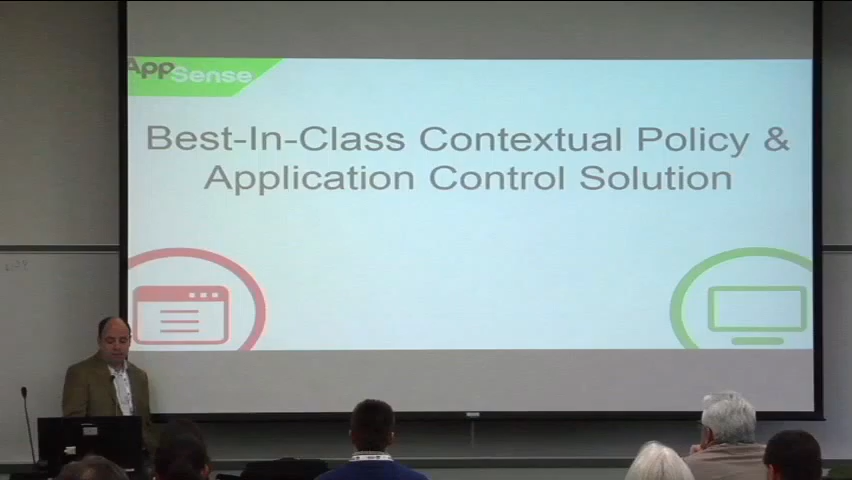 AppSense
Best-In-Class Contextual Policy &
Application Control Solution